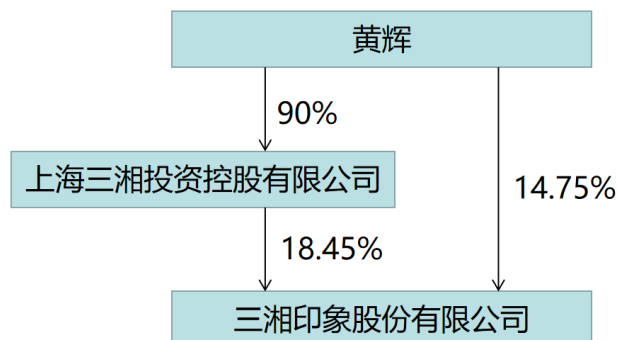 黄辉
90%
上海三湘投资控股有限公司
14.75%
18.45%
三湘印象股份有限公司